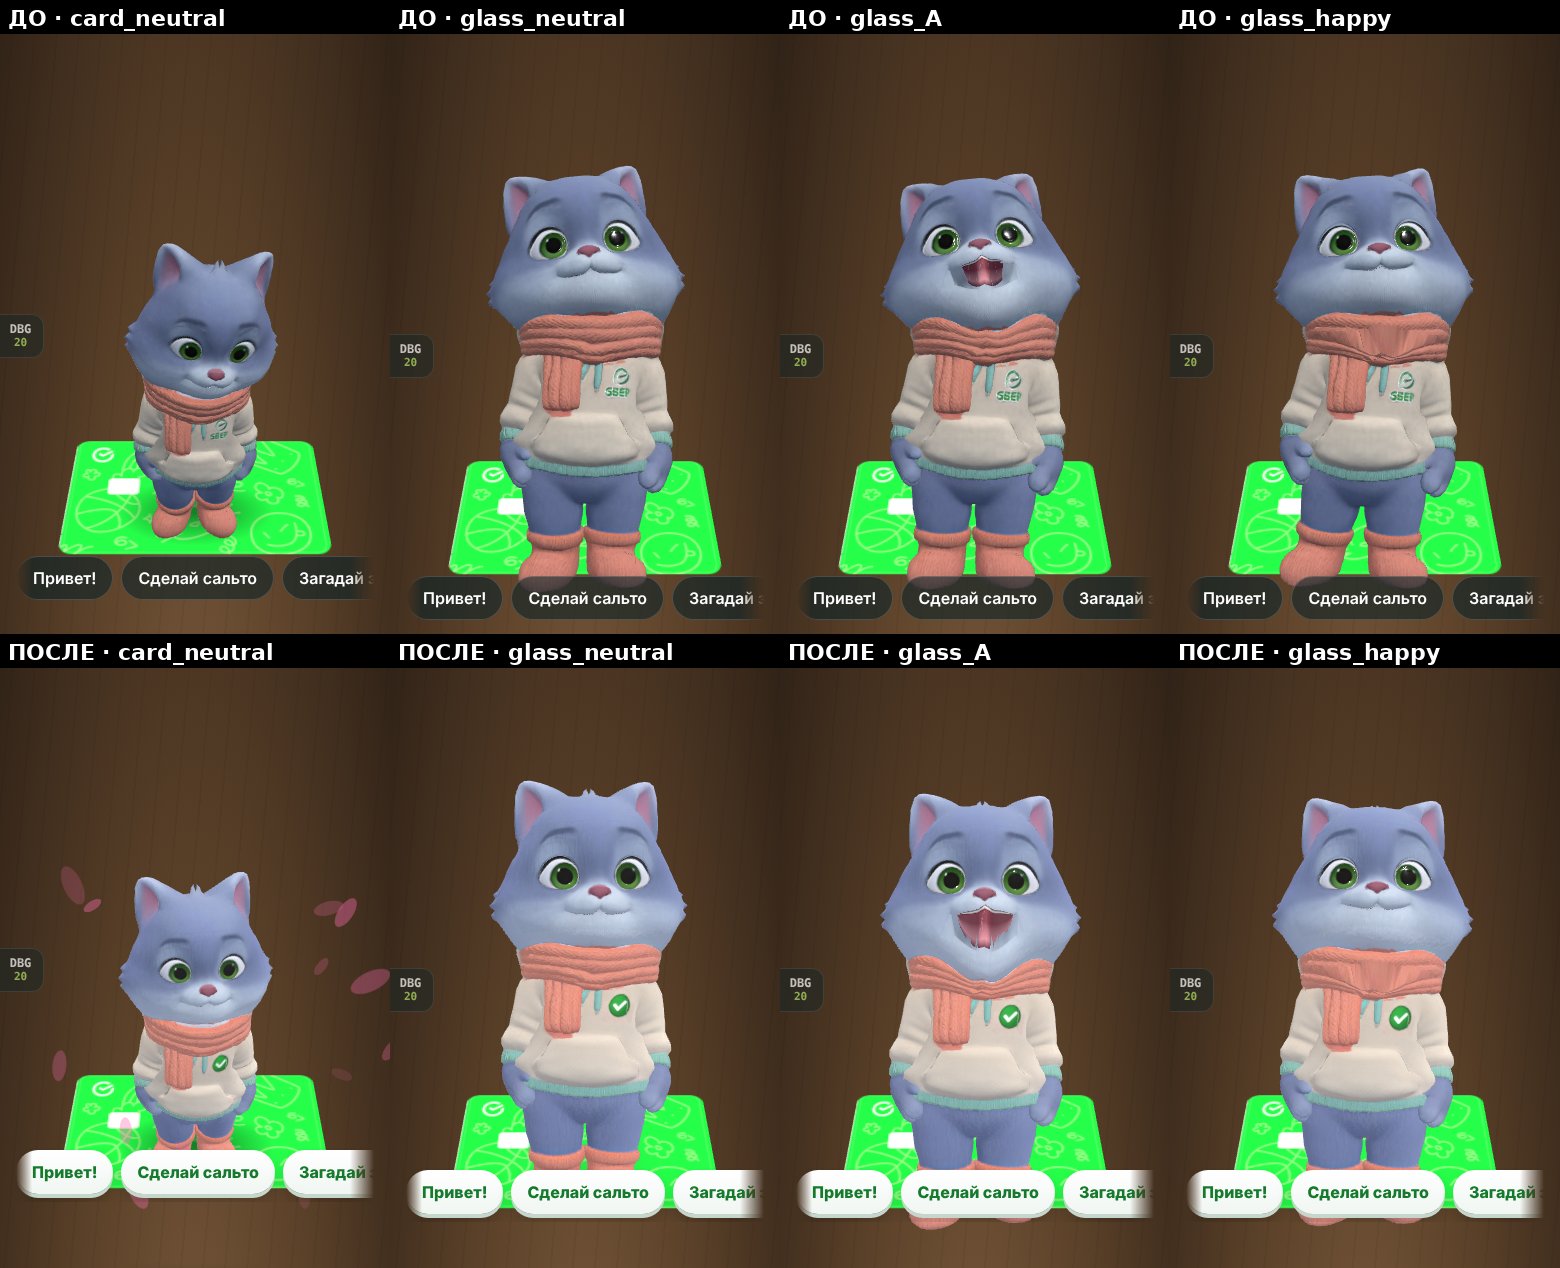 ДО · card_neutral
ДО · glass_neutral
ДО · glass_A
ДО · glass_happy
DBG
20
DBG
20
DBG
20
DBG
20
Привет!
Сделай сальто
Загадай
Привет!
Сделай сальто
Загадай
Привет!
Сделай сальто
Загадай
Привет!
Сделай сальто
Загадай
ПОСЛЕ · card_neutral
ПОСЛЕ · glass_neutral
ПОСЛЕ · glass_A
ПОСЛЕ · glass_happy
DBG
20
DBG
20
DBG
20
DBG
20
Привет!
Сделай сальто
Загадай
Привет!
Сделай сальто
Загадай
Привет!
Сделай сальто
Загадай
Привет!
Сделай сальто
Загадай